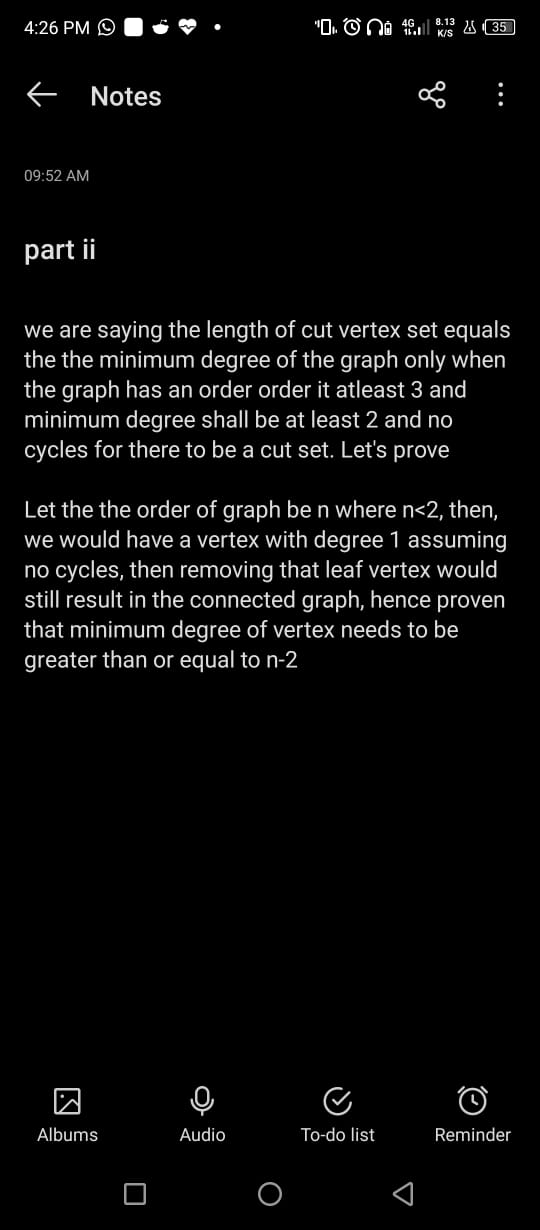 4:26 PM
4G 8.13 K/S 35
Notes
09:52 AM
part ii
we are saying the length of cut vertex set equals
the the minimum degree of the graph only when
the graph has an order order it atleast 3 and
minimum degree shall be at least 2 and no
cycles for there to be a cut set. Let's prove
Let the the order of graph be n where n<2, then,
we would have a vertex with degree 1 assuming
no cycles, then removing that leaf vertex would
still result in the connected graph, hence proven
that minimum degree of vertex needs to be
greater than or equal to n-2
Albums Audio To-do list Reminder